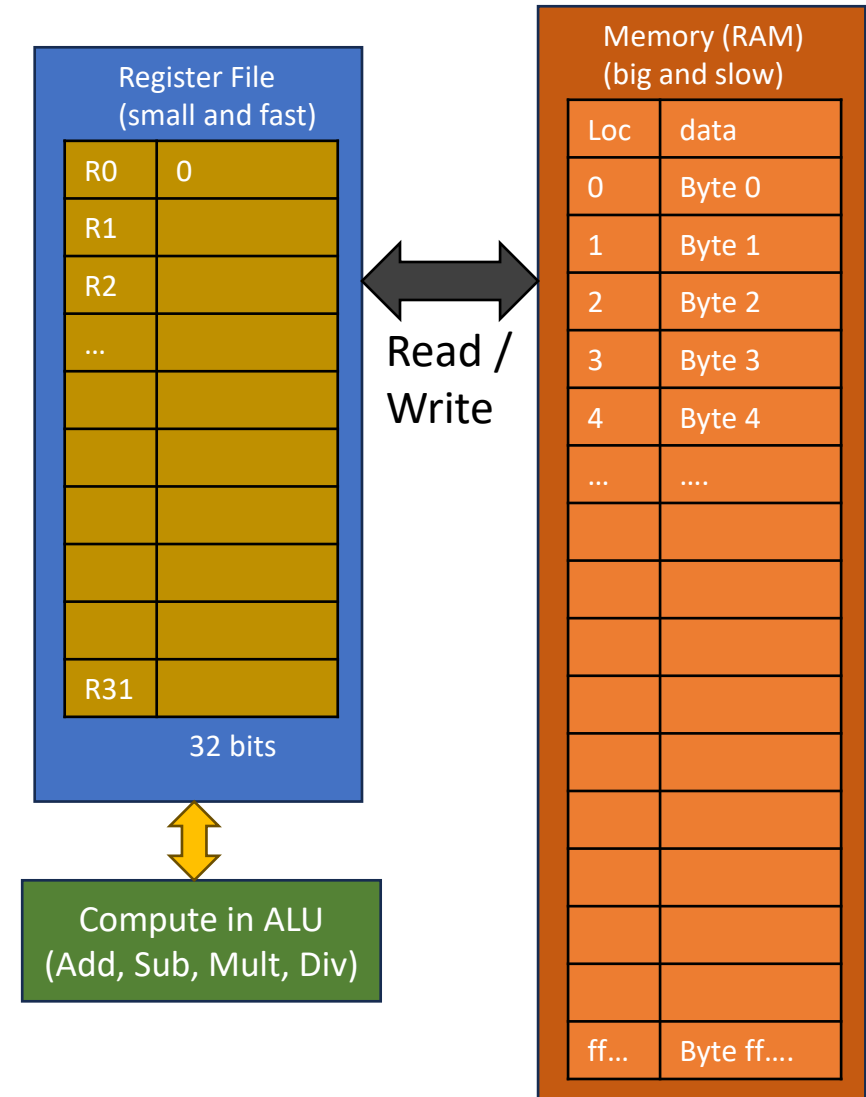 Register File
(small and fast)
R0 0
R1
R2
...
R31
32 bits
Compute in ALU
(Add, Sub, Mult, Div)
Read /
Write
Memory (RAM)
(big and slow)
Loc data
0 Byte 0
1 Byte 1
2 Byte 2
3 Byte 3
4 Byte 4
... ....
ff... Byte ff....